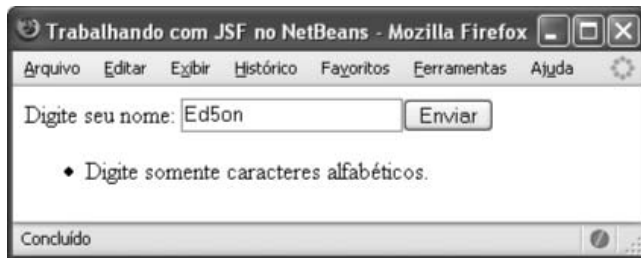 Trabalhando com JSF no NetBeans - Mozilla Firefox
Arquivo Editar Exibir Histórico Favoritos Ferramentas Ajuda
Digite seu nome: Ed5on Enviar
• Digite somente caracteres alfabéticos.
Concluído